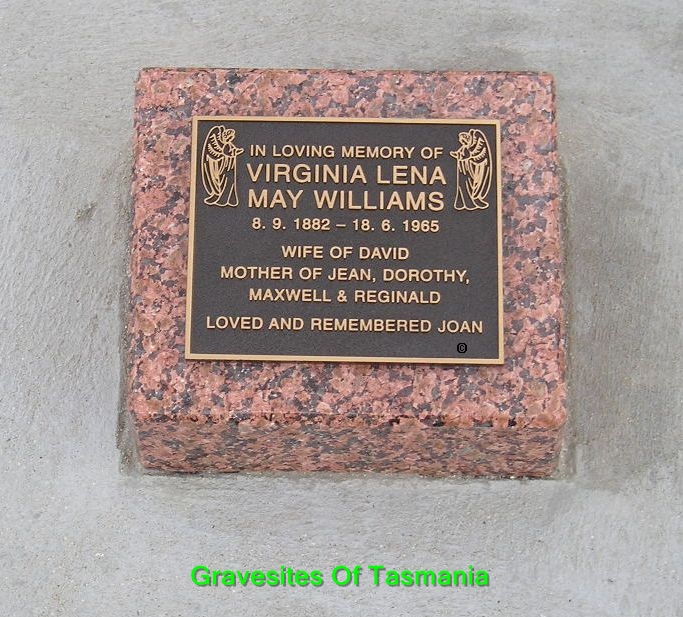 IN LOVING MEMORY OF
VIRGINIA LENA
MAY WILLIAMS
8. 9. 1882 – 18. 6. 1965
WIFE OF DAVID
MOTHER OF JEAN, DOROTHY,
MAXWELL & REGINALD
LOVED AND REMEMBERED JOAN
Gravesites Of Tasmania